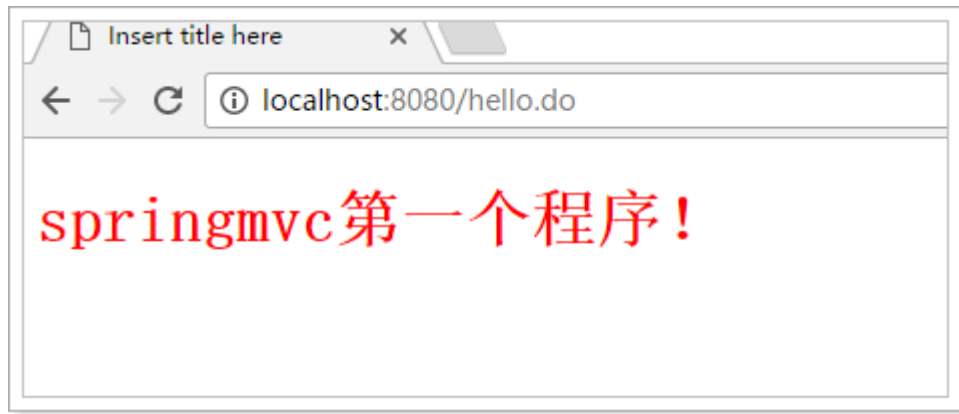 Insert title here
localhost:8080/hello.do
springmvc第一个程序！